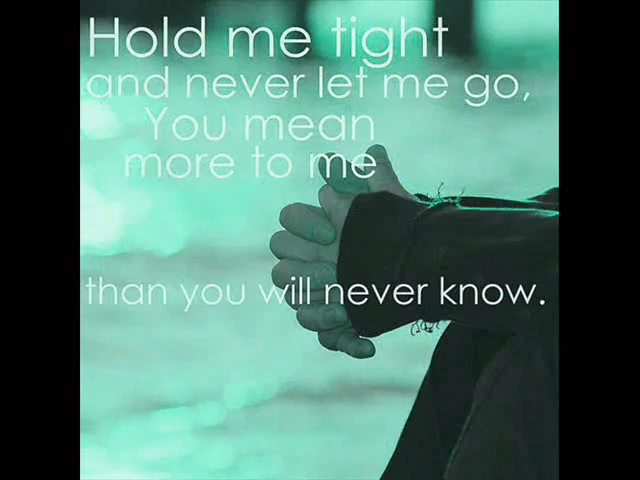 Hold me tight
and never let me go,
You mean
more to me
than you will never know.